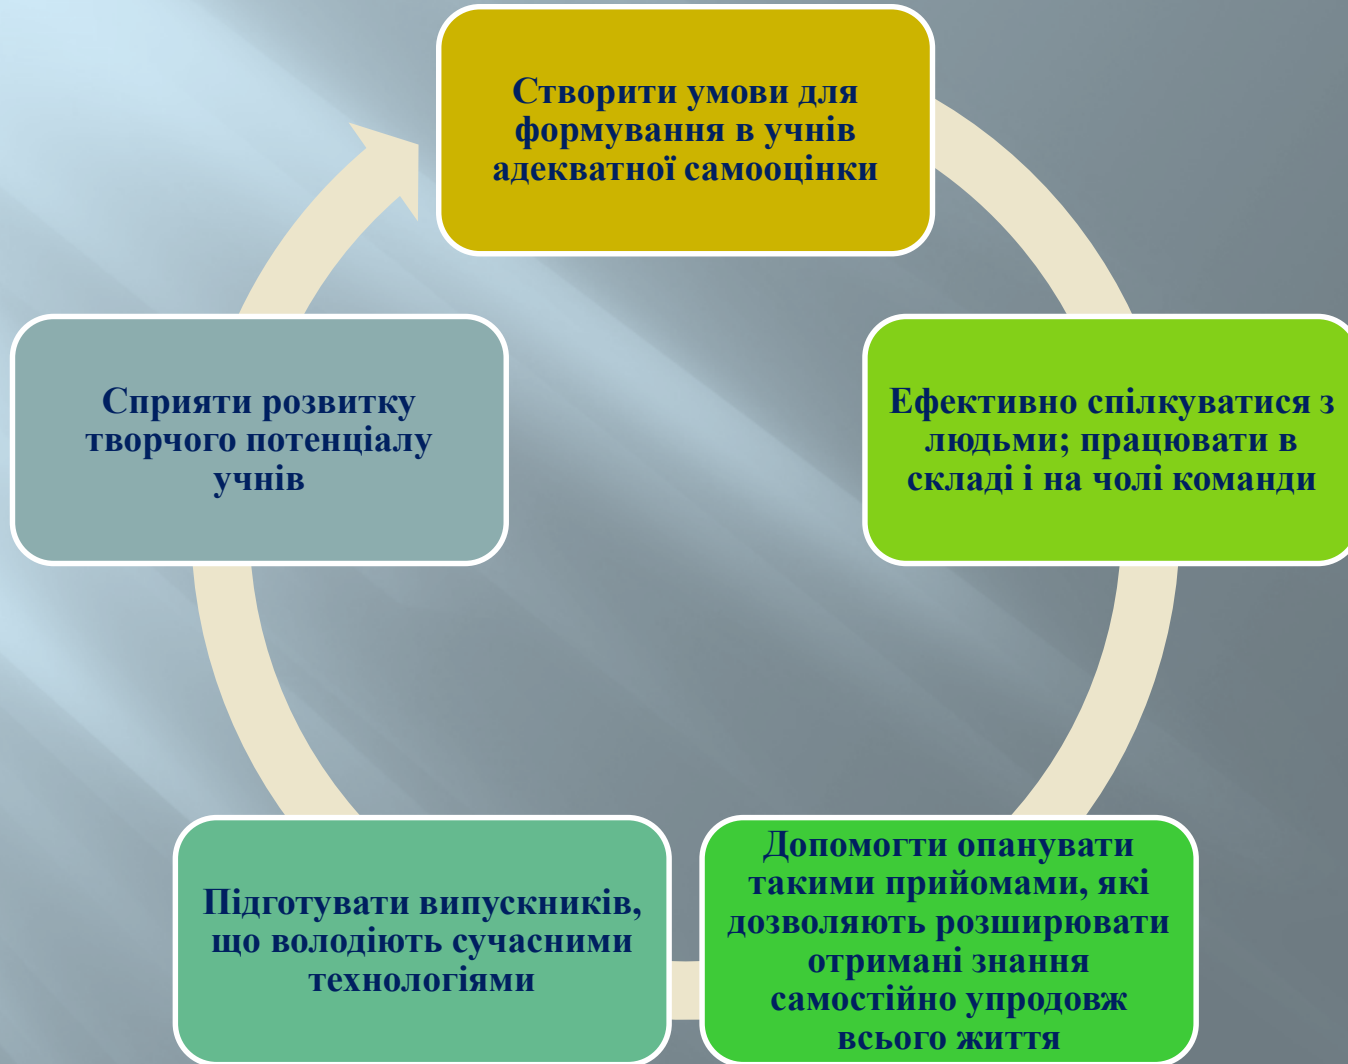 Створити умови для
формування в учнів
адекватної самооцінки
Ефективно спілкуватися з
людьми; працювати в
складі і на чолі команди
Допомогти опанувати
такими прийомами, які
дозволяють розширювати
отримані знання
самостійно упродовж
всього життя
Підготувати випускників,
що володіють сучасними
технологіями
Сприяти розвитку
творчого потенціалу
учнів